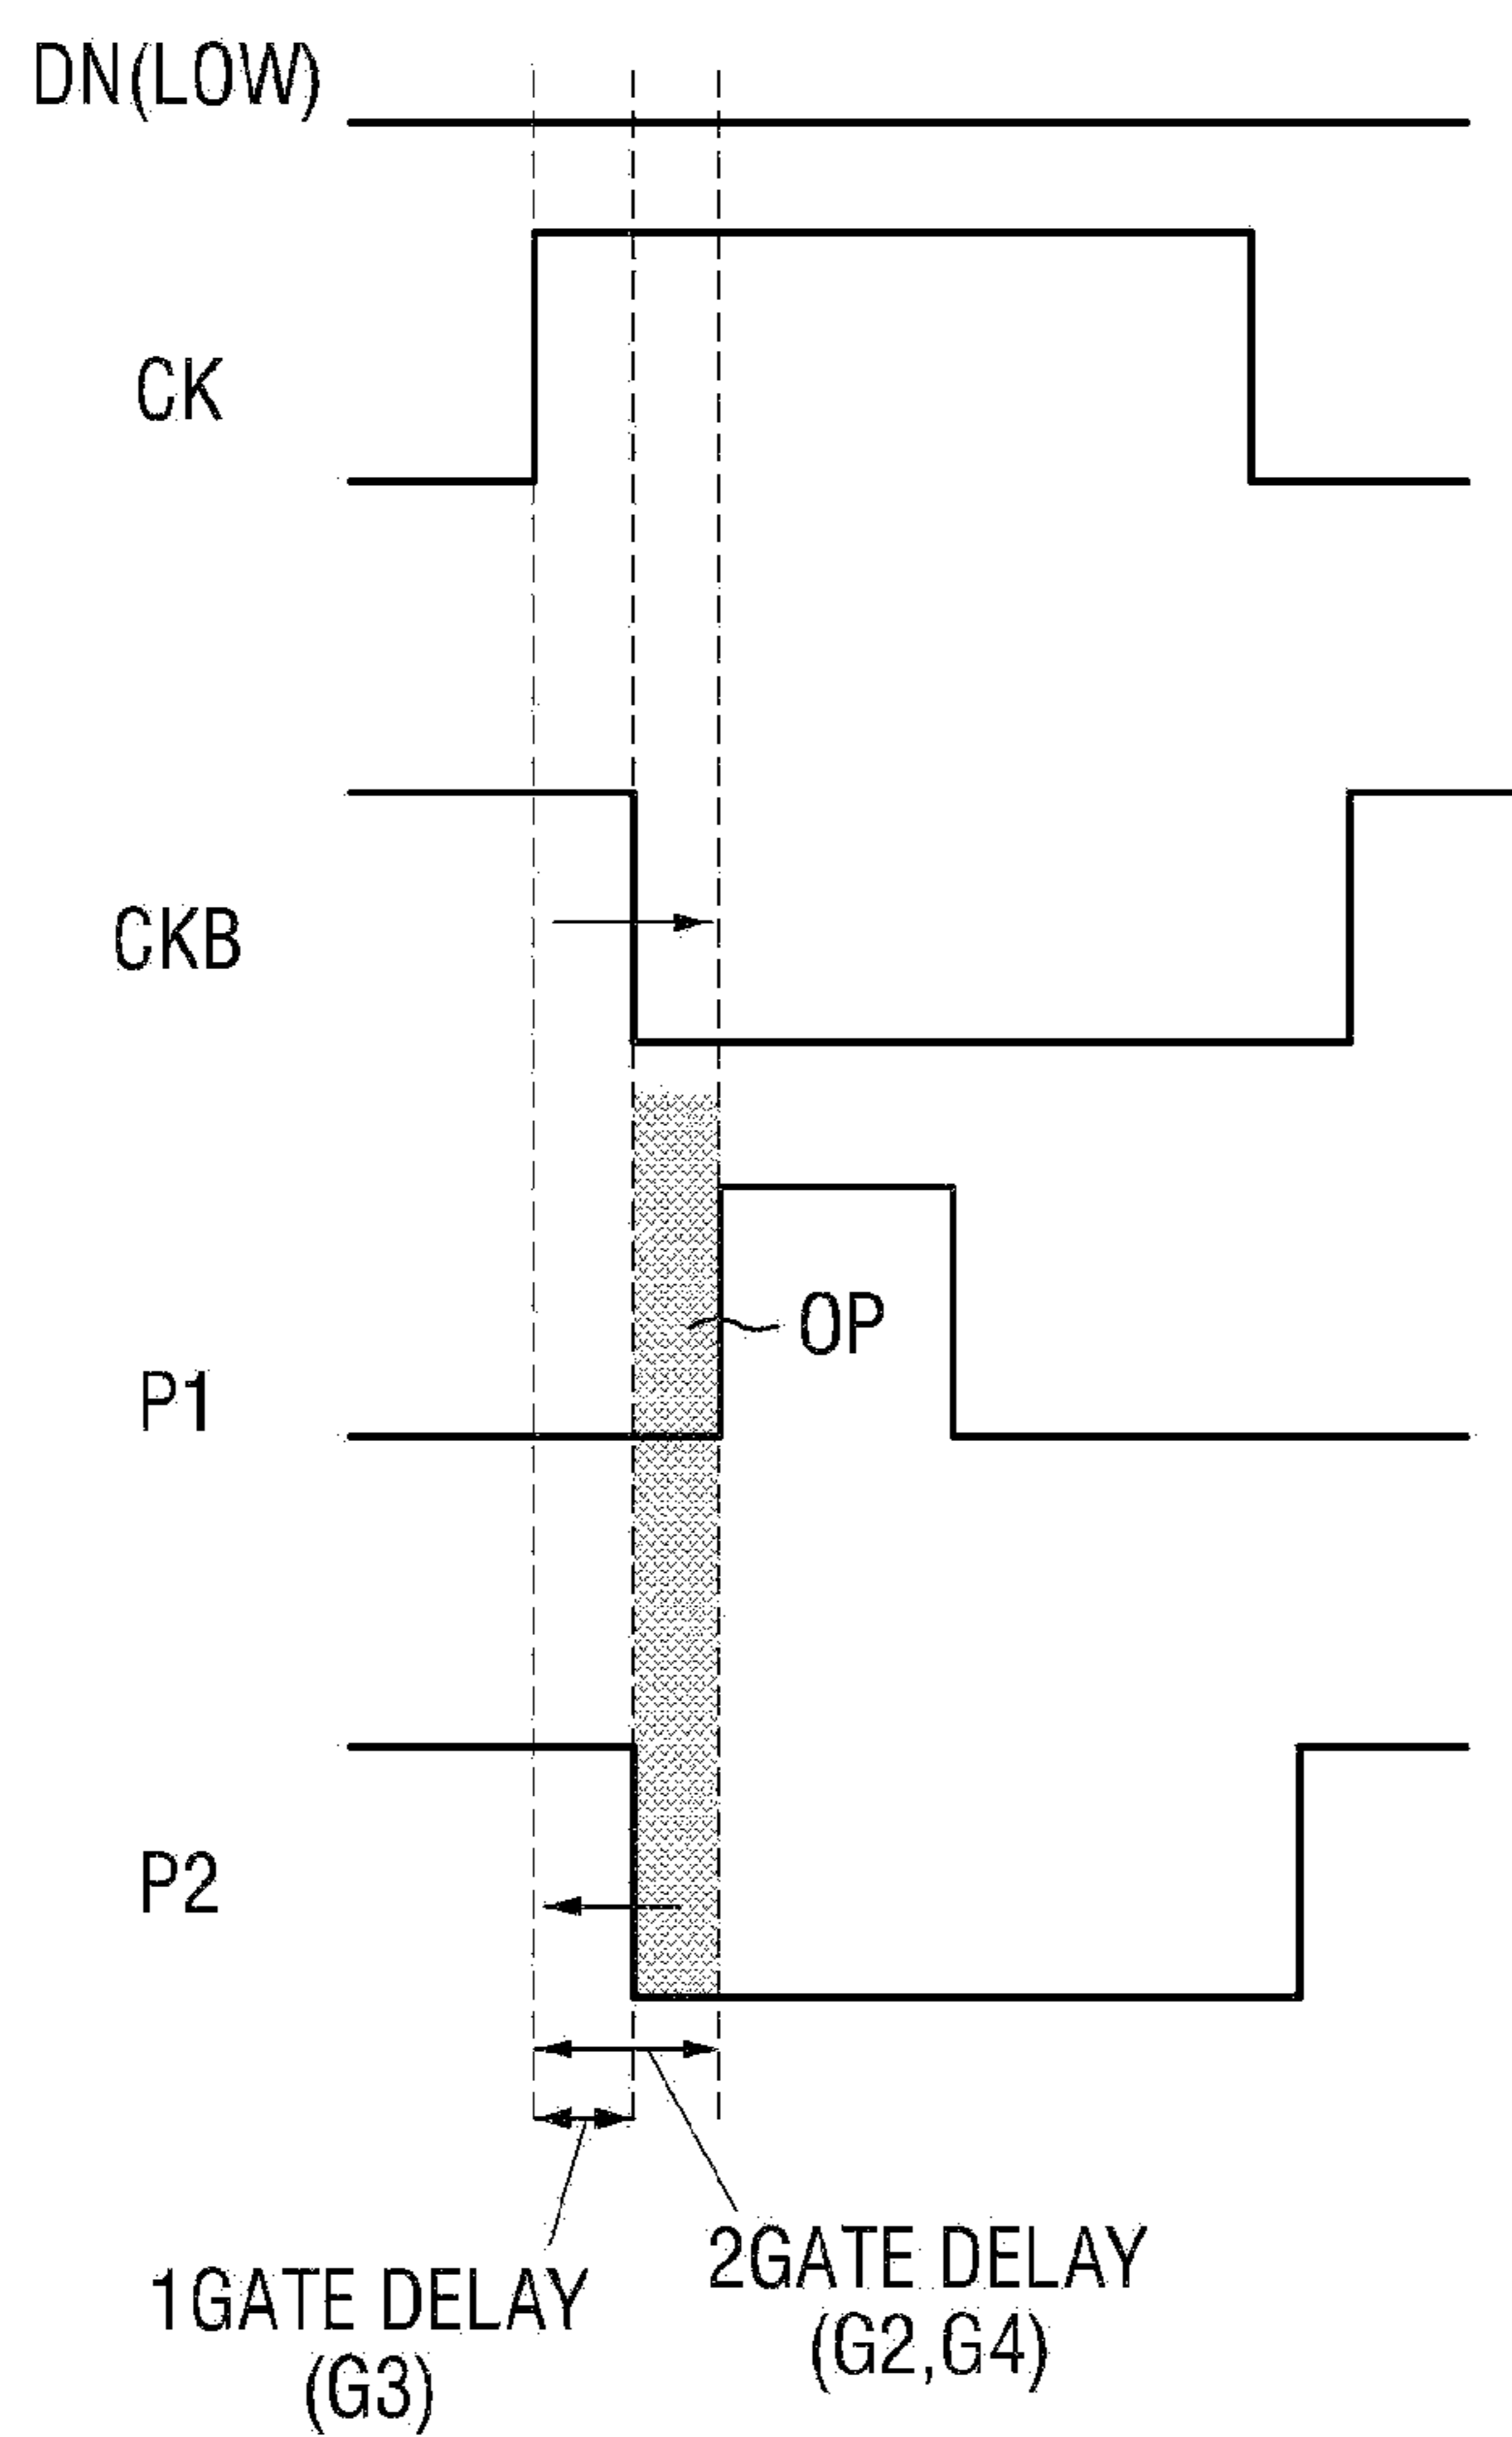 DN(LOW)
CK
CKB
OP
P1
P2
1GATE DELAY
(G3)
2GATE DELAY
(G2,G4)